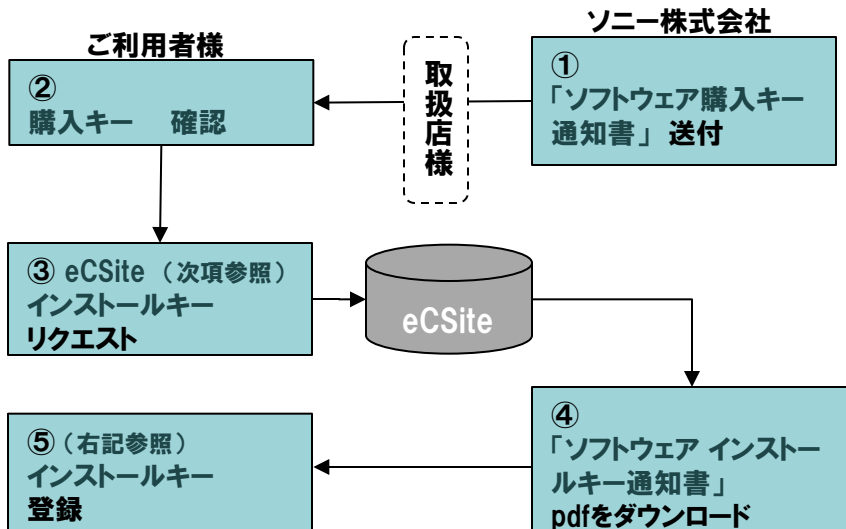 ソニー株式会社
①
「ソフトウェア購入キー
通知書」 送付
取扱店様
ご利用者様
②
購入キー　確認
③ eCSite （次項参照）
インストールキー
リクエスト
eCSite
④
「ソフトウェア インストー
ルキー通知書」
pdfをダウンロード
⑤（右記参照）
インストールキー
登録